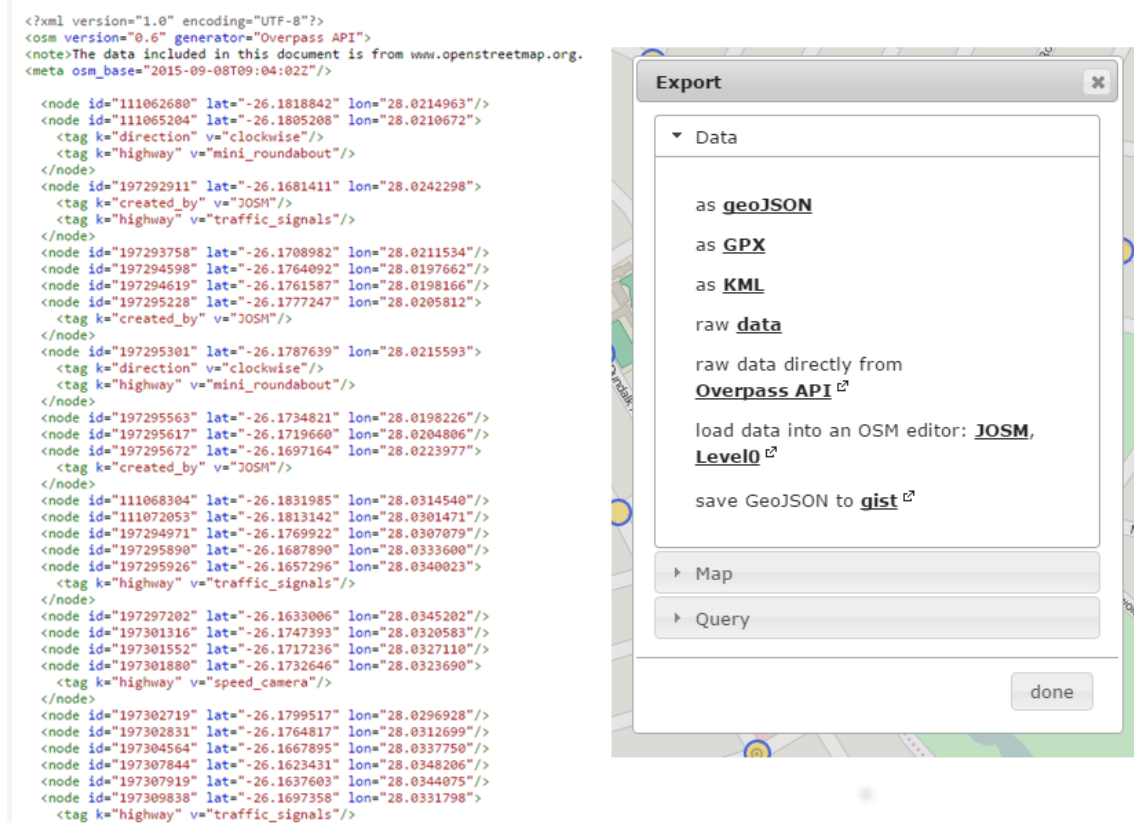 <?xml version="1.0" encoding="UTF-8"?>
<osm version="0.6" generator="Overpass API">
<note>The data included in this document is from www.openstreetmap.org.
<meta osm_base="2015-09-08T09:04:02Z"/>
<node id="111062680" lat="-26.1818842" lon="28.0214963"/>
<node id="111065204" lat="-26.1805208" lon="28.0210672">
<tag k="direction" v="clockwise"/>
<tag k="highway" v="mini_roundabout"/>
</node>
<node id="197292911" lat="-26.1681411" lon="28.0242298">
<tag k="created_by" v="JOSM"/>
<tag k="highway" v="traffic_signals"/>
</node>
<node id="197293758" lat="-26.1708982" lon="28.0211534"/>
<node id="197294598" lat="-26.1764092" lon="28.0197662"/>
<node id="197294619" lat="-26.1761587" lon="28.0198166"/>
<node id="197295228" lat="-26.1777247" lon="28.0205812">
<tag k="created_by" v="JOSM"/>
</node>
<node id="197295301" lat="-26.1787639" lon="28.0215593">
<tag k="direction" v="clockwise"/>
<tag k="highway" v="mini_roundabout"/>
</node>
<node id="197295563" lat="-26.1734821" lon="28.0198226"/>
<node id="197295617" lat="-26.1719660" lon="28.0204806"/>
<node id="197295672" lat="-26.1697164" lon="28.0223977">
<tag k="created_by" v="JOSM"/>
</node>
<node id="111068304" lat="-26.1831985" lon="28.0314540"/>
<node id="111072053" lat="-26.1813142" lon="28.0301471"/>
<node id="197294971" lat="-26.1769922" lon="28.0307079"/>
<node id="197295890" lat="-26.1687890" lon="28.0333600"/>
<node id="197295926" lat="-26.1657296" lon="28.0340023">
<tag k="highway" v="traffic_signals"/>
</node>
<node id="197297202" lat="-26.1633006" lon="28.0345202"/>
<node id="197301316" lat="-26.1747393" lon="28.0320583"/>
<node id="197301552" lat="-26.1717236" lon="28.0327110"/>
<node id="197301880" lat="-26.1732646" lon="28.0323690">
<tag k="highway" v="speed_camera"/>
</node>
<node id="197302719" lat="-26.1799517" lon="28.0296928"/>
<node id="197302831" lat="-26.1764817" lon="28.0312699"/>
<node id="197304564" lat="-26.1667895" lon="28.0337750"/>
<node id="197307844" lat="-26.1623431" lon="28.0348206"/>
<node id="197307919" lat="-26.1637603" lon="28.0344075"/>
<node id="197309838" lat="-26.1697358" lon="28.0331798">
<tag k="highway" v="traffic_signals"/>
Export
Data
as geoJSON
as GPX
as KML
raw data
raw data directly from
Overpass API
load data into an OSM editor: JOSM,
Level0
save GeoJSON to gist
Map
Query
done